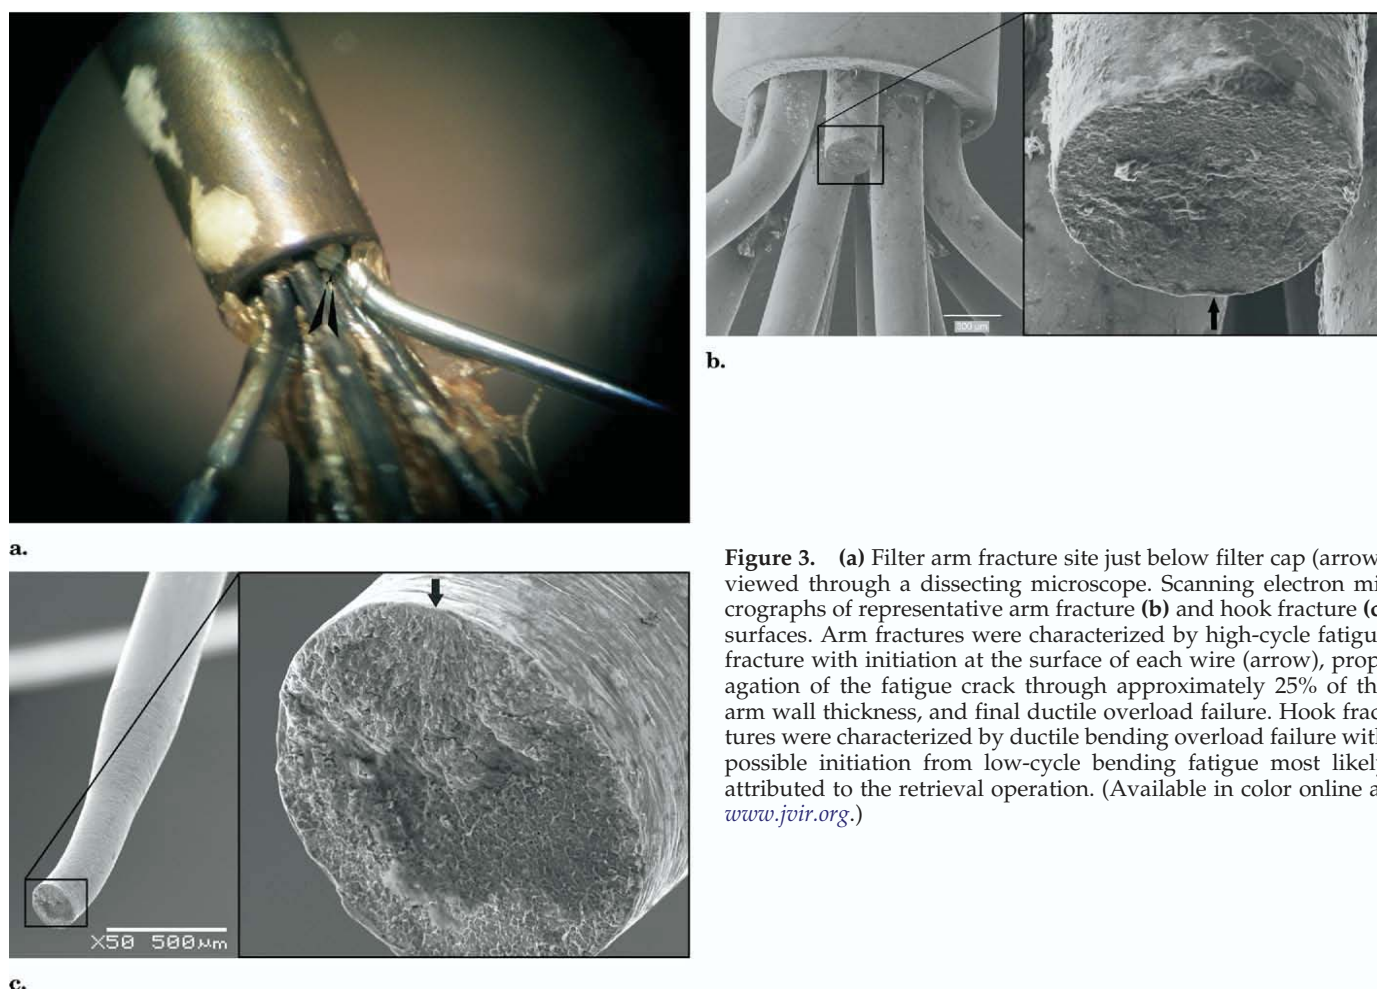 b.
a.
Figure 3. (a) Filter arm fracture site just below filter cap (arrow
viewed through a dissecting microscope. Scanning electron mi
crographs of representative arm fracture (b) and hook fracture (c
surfaces. Arm fractures were characterized by high-cycle fatigu
fracture with initiation at the surface of each wire (arrow), prop
agation of the fatigue crack through approximately 25% of th
arm wall thickness, and final ductile overload failure. Hook frac
tures were characterized by ductile bending overload failure with
possible initiation from low-cycle bending fatigue most likely
attributed to the retrieval operation. (Available in color online a
www.jvir.org.)
X50 500µm
c.